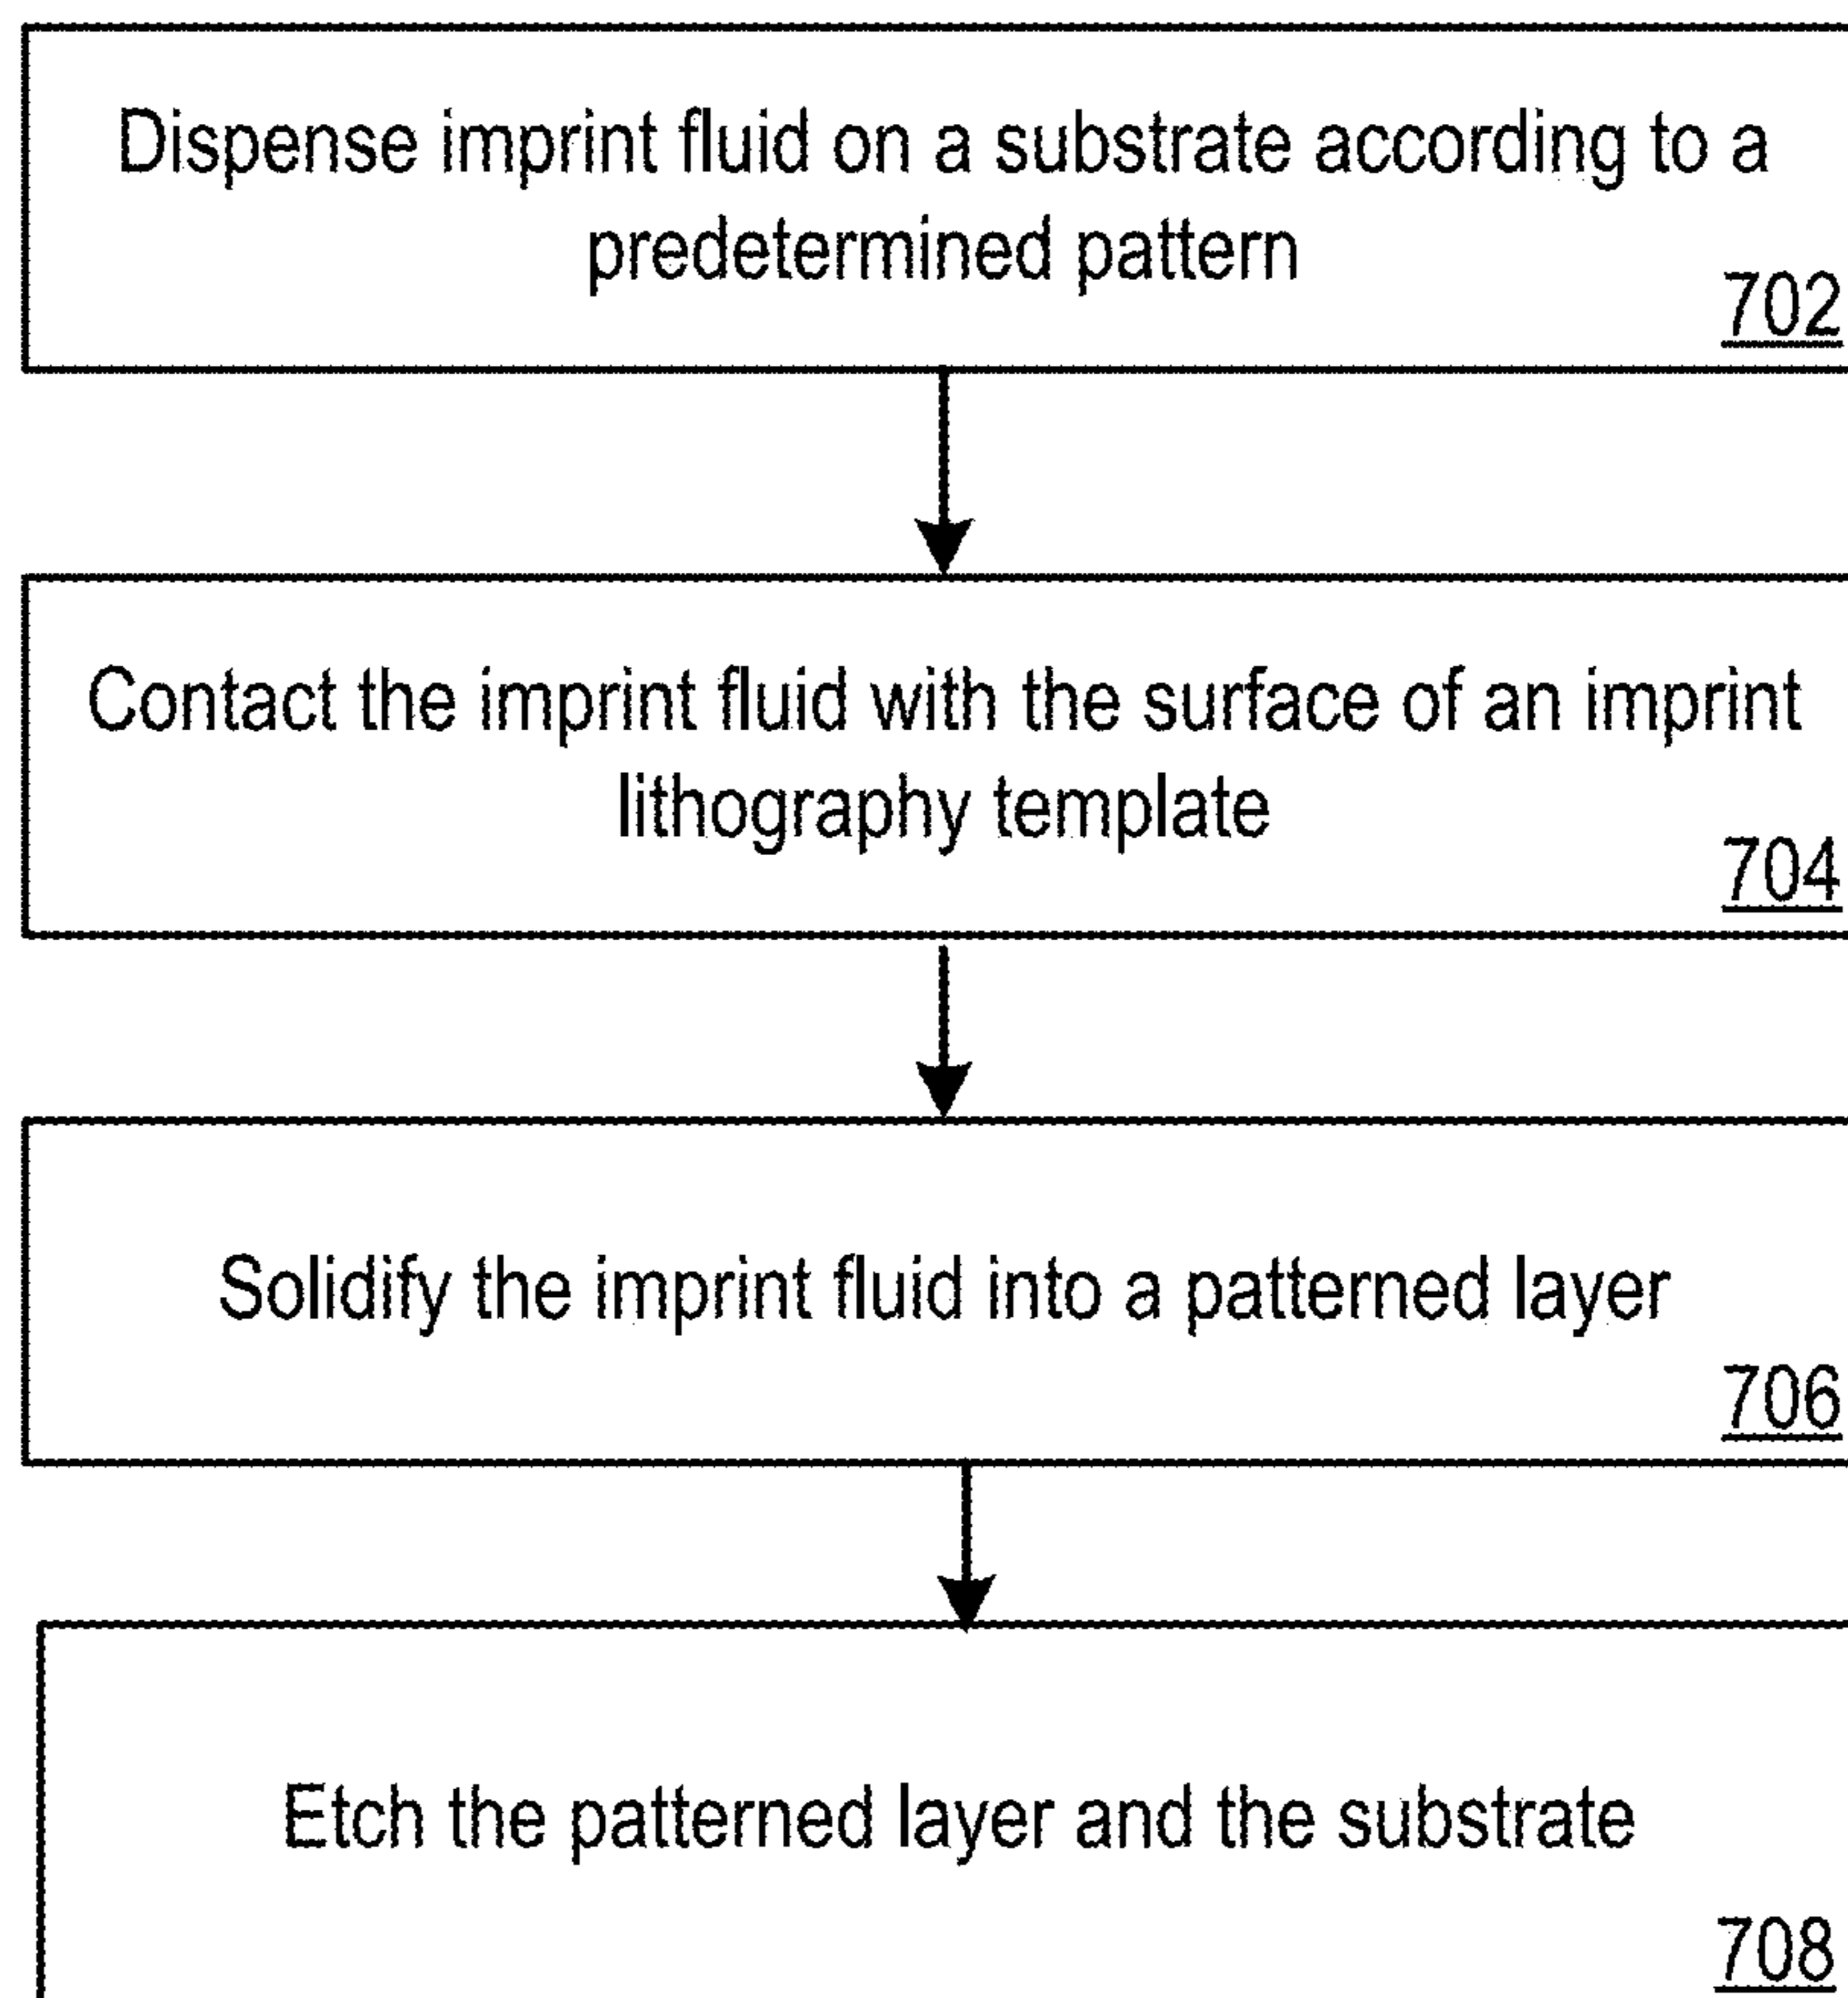 Dispense imprint fluid on a substrate according to a
predetermined pattern
702
Contact the imprint fluid with the surface of an imprint
lithography template
704
Solidify the imprint fluid into a patterned layer
706
Etch the patterned layer and the substrate
708